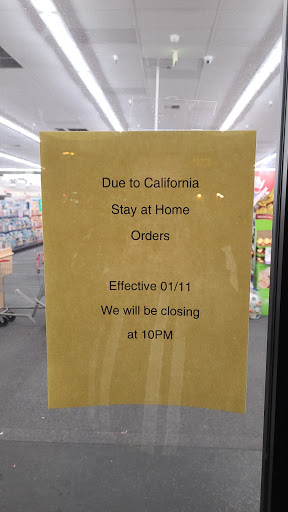 Due to California
Stay at Home
Orders
Effective 01/11
We will be closing
at 10PM